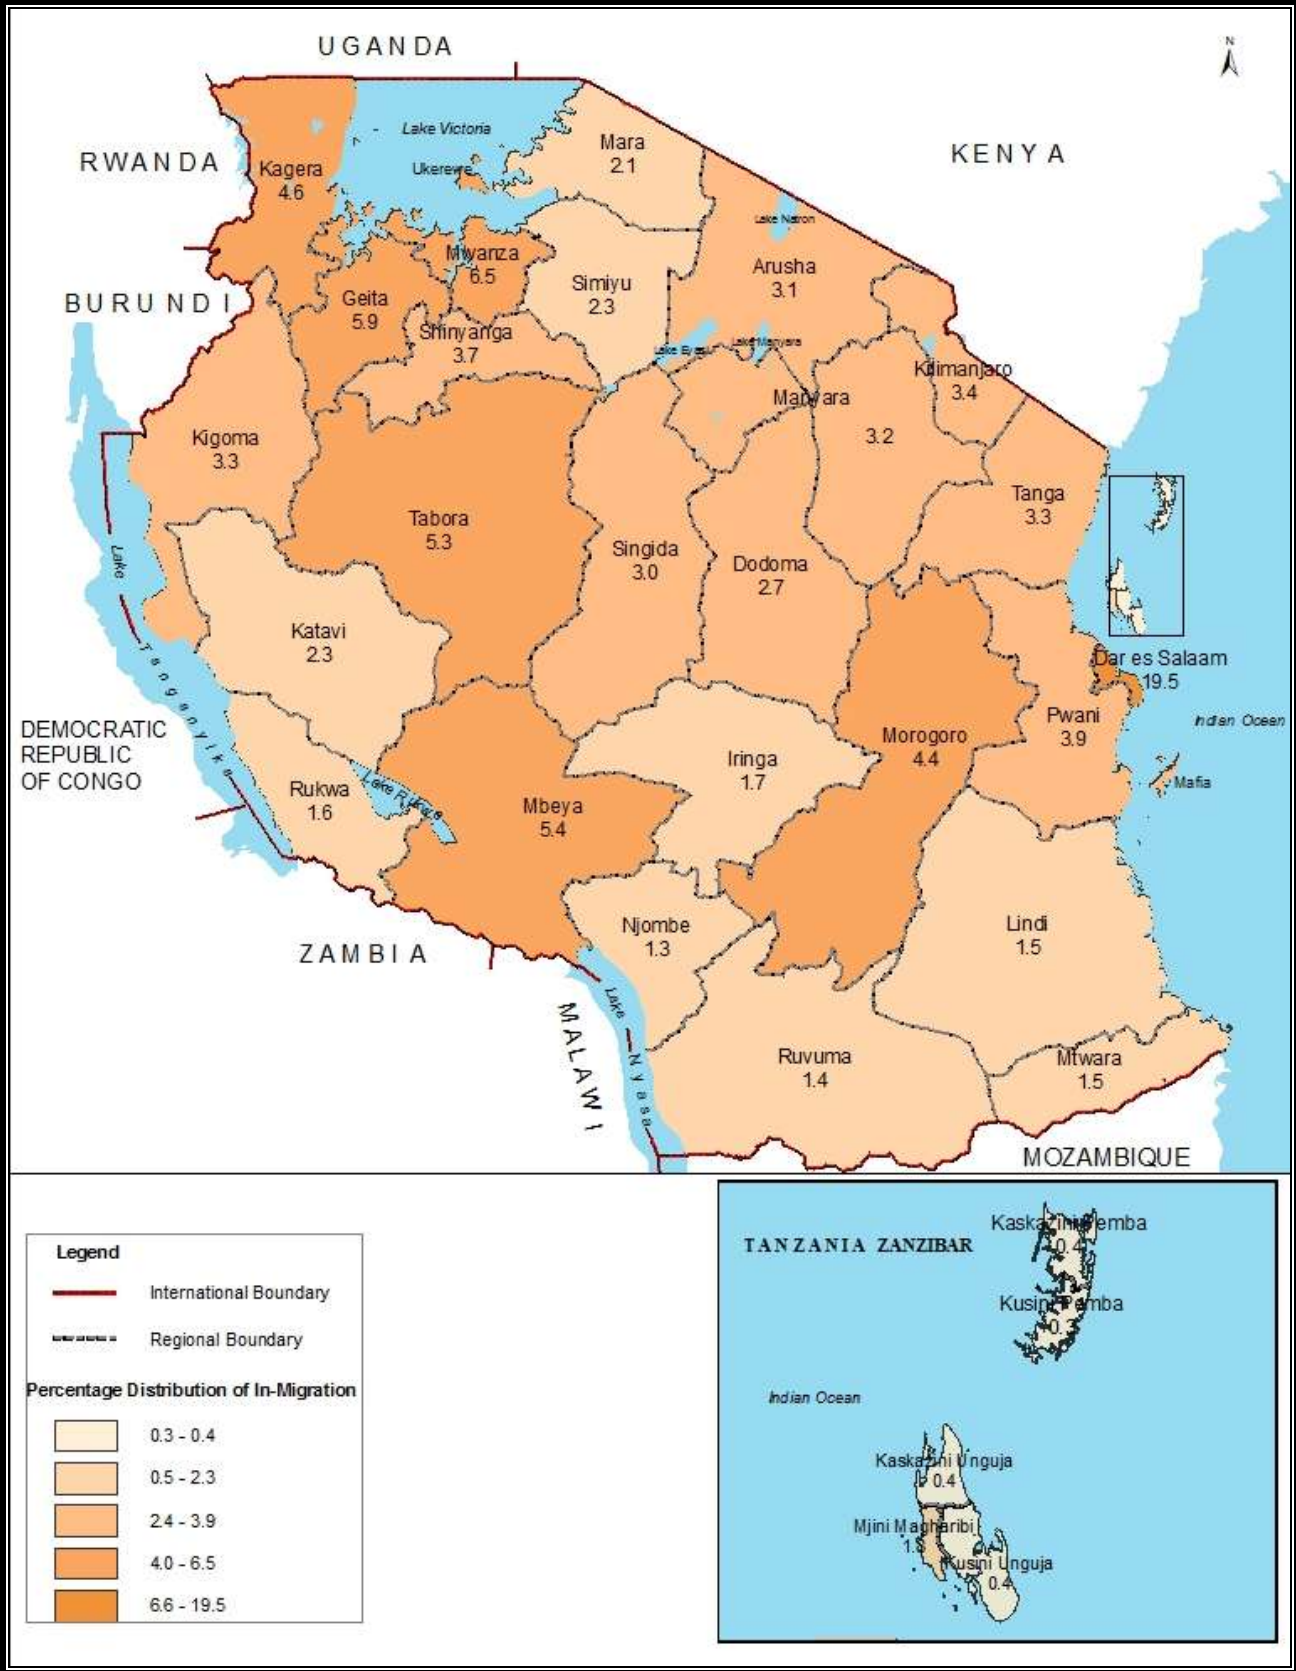 UGANDA
N
Lake Victoria
Mara
2.1
KENYA
RWANDA
Kagera
4.6
Ukerewe
Lake Natron
Mwanza
6.5
Arusha
3.1
Simiyu
2.3
BURUNDI
Geita
5.9
Shinyanga
3.7
Lake Eyasi
Lake Manyara
Kilimanjaro
3.4
Manyara
3.2
Kigoma
3.3
Tanga
3.3
Tabora
5.3
Singida
3.0
Dodoma
2.7
Lake Tanganyika
Katavi
2.3
Dar es Salaam
19.5
Indian Ocean
DEMOCRATIC
REPUBLIC
OF CONGO
Pwani
3.9
Morogoro
4.4
Iringa
1.7
Mafia
Rukwa
1.6
Lake Rukwa
Mbeya
5.4
Njombe
1.3
Lindi
1.5
ZAMBIA
MALAWI
Lake Nyasa
Ruvuma
1.4
Mtwara
1.5
MOZAMBIQUE
Legend
International Boundary
Regional Boundary
Percentage Distribution of In-Migration
0.3 - 0.4
0.5 - 2.3
2.4 - 3.9
4.0 - 6.5
6.6 - 19.5
TANZANIA ZANZIBAR
Kaskazini Pemba
0.4
Kusini Pemba
0.3
Indian Ocean
Kaskazini Unguja
0.4
Mjini Magharibi
Kusini Unguja
0.4